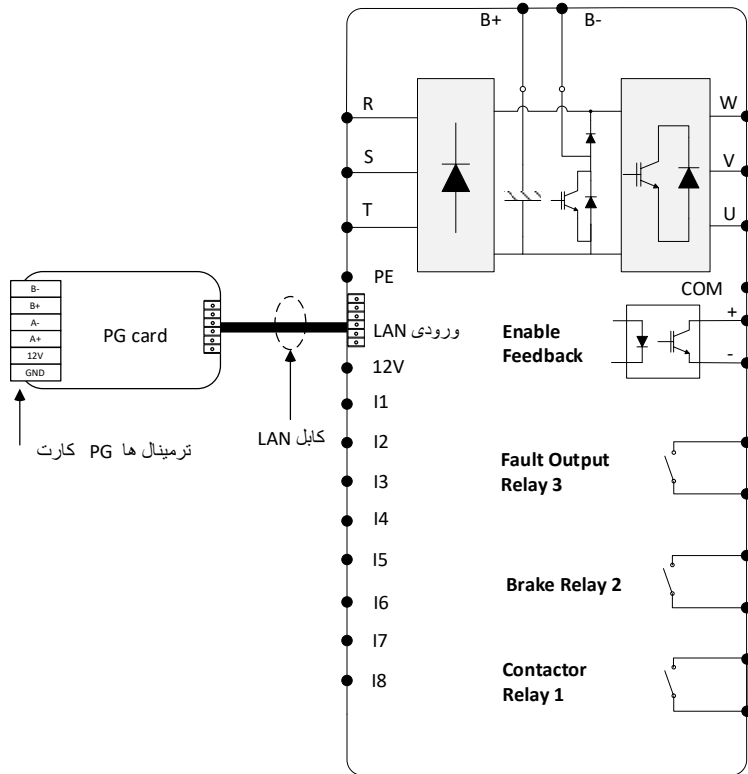 B+
B-
R
S
T
W
V
U
PE
COM
+
-
Enable
Feedback
B-
B+
A-
A+
12V
GND
PG card
ورودی LAN
12V
I1
I2
I3
I4
I5
I6
I7
I8
کابل LAN
ترمینال ها PG کارت
Fault Output
Relay 3
Brake Relay 2
Contactor
Relay 1